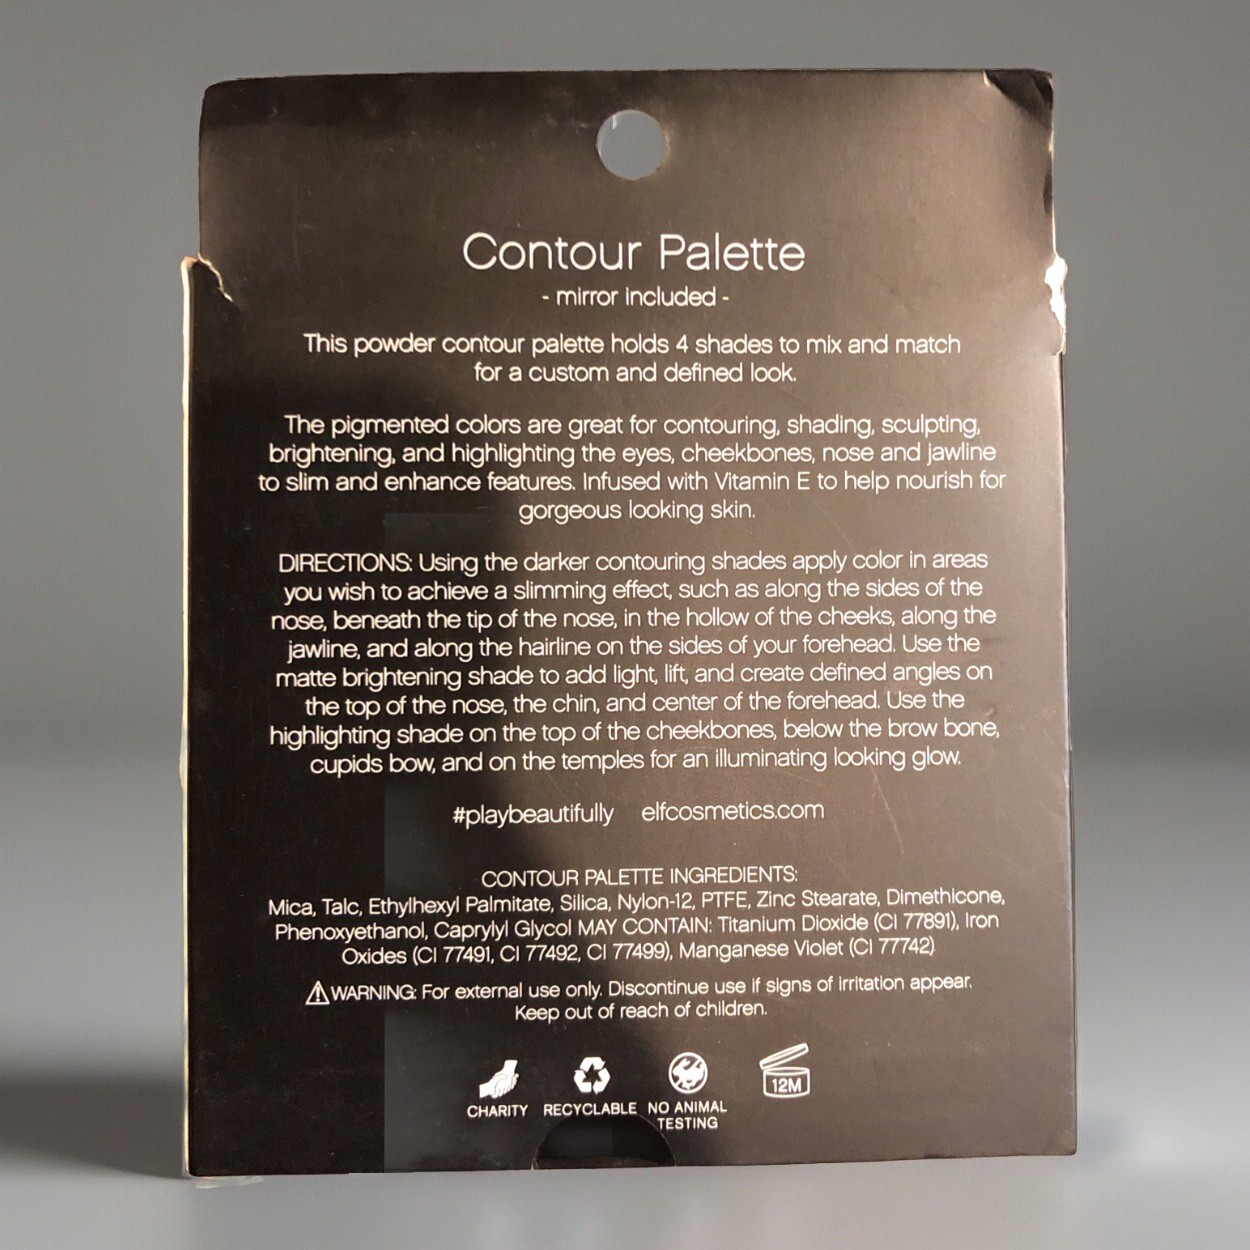 Contour Palette
- mirror included -
This powder contour palette holds 4 shades to mix and match
for a custom and defined look.
The pigmented colors are great for contouring, shading, sculpting,
brightening, and highlighting the eyes, cheekbones, nose and jawline
to slim and enhance features. Infused with Vitamin E to help nourish for
gorgeous looking skin.
DIRECTIONS: Using the darker contouring shades apply color in areas
you wish to achieve a slimming effect, such as along the sides of the
nose, beneath the tip of the nose, in the hollow of the cheeks, along the
jawline, and along the hairline on the sides of your forehead. Use the
matte brightening shade to add light, lift, and create defined angles on
the top of the nose, the chin, and center of the forehead. Use the
highlighting shade on the top of the cheekbones, below the brow bone,
cupids bow, and on the temples for an illuminating looking glow.
#playbeautifully elfcosmetics.com
CONTOUR PALETTE INGREDIENTS:
Mica, Talc, Ethylhexyl Palmitate, Silica, Nylon-12, PTFE, Zinc Stearate, Dimethicone,
Phenoxyethanol, Caprylyl Glycol MAY CONTAIN: Titanium Dioxide (CI 77891), Iron
Oxides (CI 77491, CI 77492, CI 77499), Manganese Violet (CI 77742)
WARNING: For external use only. Discontinue use if signs of irritation appear.
Keep out of reach of children.
12M
CHARITY RECYCLABLE NO ANIMAL
TESTING